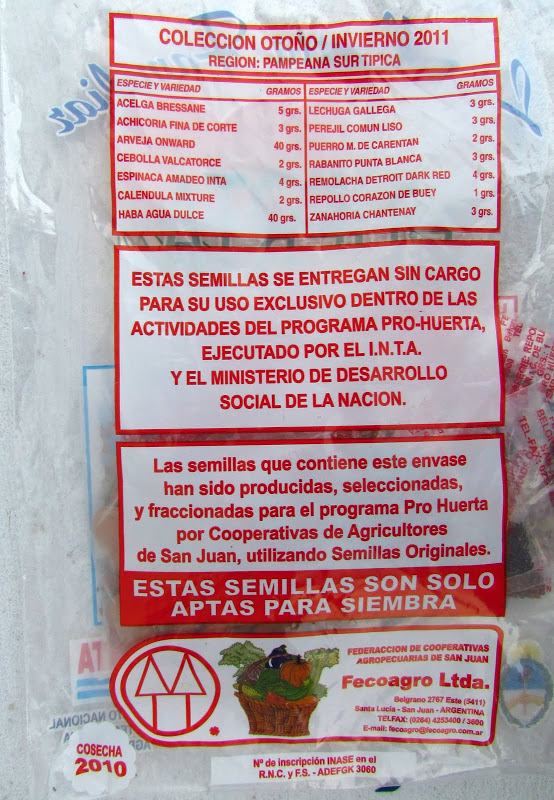 COLECCION OTOÑO / INVIERNO 2011
REGION: PAMPEANA SUR TIPICA
ESPECIE Y VARIEDAD GRAMOS
ACELGA BRESSANE 5 grs.
ACHICORIA FINA DE CORTE 3 grs.
ARVEJA ONWARD 40 grs.
CEBOLLA VALCATORCE 2 grs.
ESPINACA AMADEO INTA 4 grs.
CALENDULA MIXTURE 2 grs.
HABA AGUA DULCE 40 grs.
ESPECIE Y VARIEDAD GRAMOS
LECHUGA GALLEGA 3 grs.
PEREJIL COMUN LISO 3 grs.
PUERRO M. DE CARENTAN 2 grs.
RABANITO PUNTA BLANCA 3 grs.
REMOLACHA DETROIT DARK RED 4 grs.
REPOLLO CORAZON DE BUEY 1 grs.
ZANAHORIA CHANTENAY 3 grs.
ESTAS SEMILLAS SE ENTREGAN SIN CARGO
PARA SU USO EXCLUSIVO DENTRO DE LAS
ACTIVIDADES DEL PROGRAMA PRO-HUERTA,
EJECUTADO POR EL I.N.T.A.
Y EL MINISTERIO DE DESARROLLO
SOCIAL DE LA NACION.
Las semillas que contiene este envase
han sido producidas, seleccionadas,
y fraccionadas para el programa Pro Huerta
por Cooperativas de Agricultores
de San Juan, utilizando Semillas Originales.
ESTAS SEMILLAS SON SOLO
APTAS PARA SIEMBRA
FEDERACCION DE COOPERATIVAS
AGROPECUARIAS DE SAN JUAN
Fecoagro Ltda.
Belgrano 2767 Este (5411)
Santa Lucía - San Juan - ARGENTINA
TELFAX: (0264) 4253400 / 3600
E-mail: fecoagro@fecoagro.com.ar
COSECHA
2010
Nº de inscripción INASE en el
R.N.C. y F.S. - ADEFGK 3060